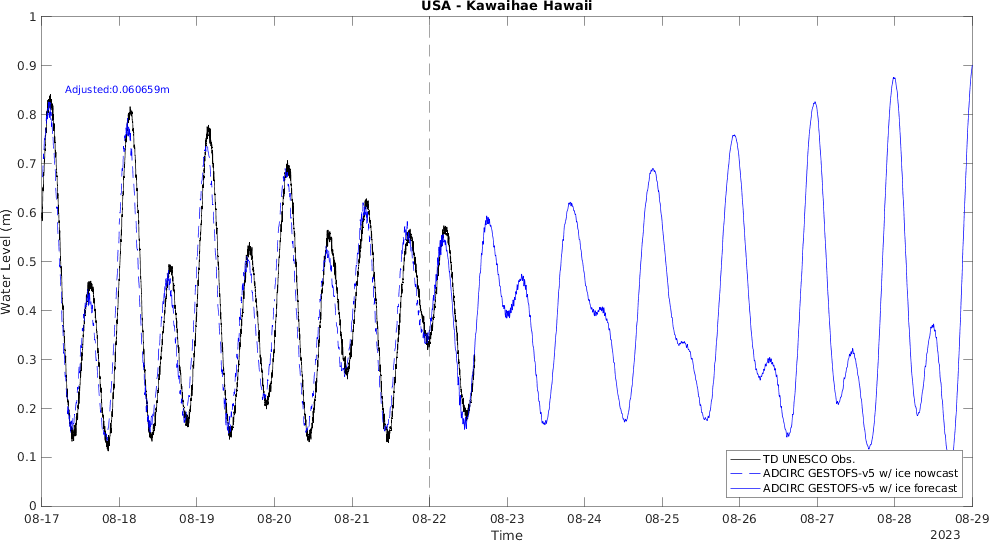 USA - Kawaihae Hawaii
1
0.9
Adjusted:0.060659m
0.8
0.7
0.6
0.5
0.4
0.3
0.2
0.1
0
Water Level (m)
TD UNESCO Obs.
ADCIRC GESTOFS-v5 w/ ice nowcast
ADCIRC GESTOFS-v5 w/ ice forecast
08-17 08-18 08-19 08-20 08-21 08-22 08-23 08-24 08-25 08-26 08-27 08-28 08-29
Time
2023